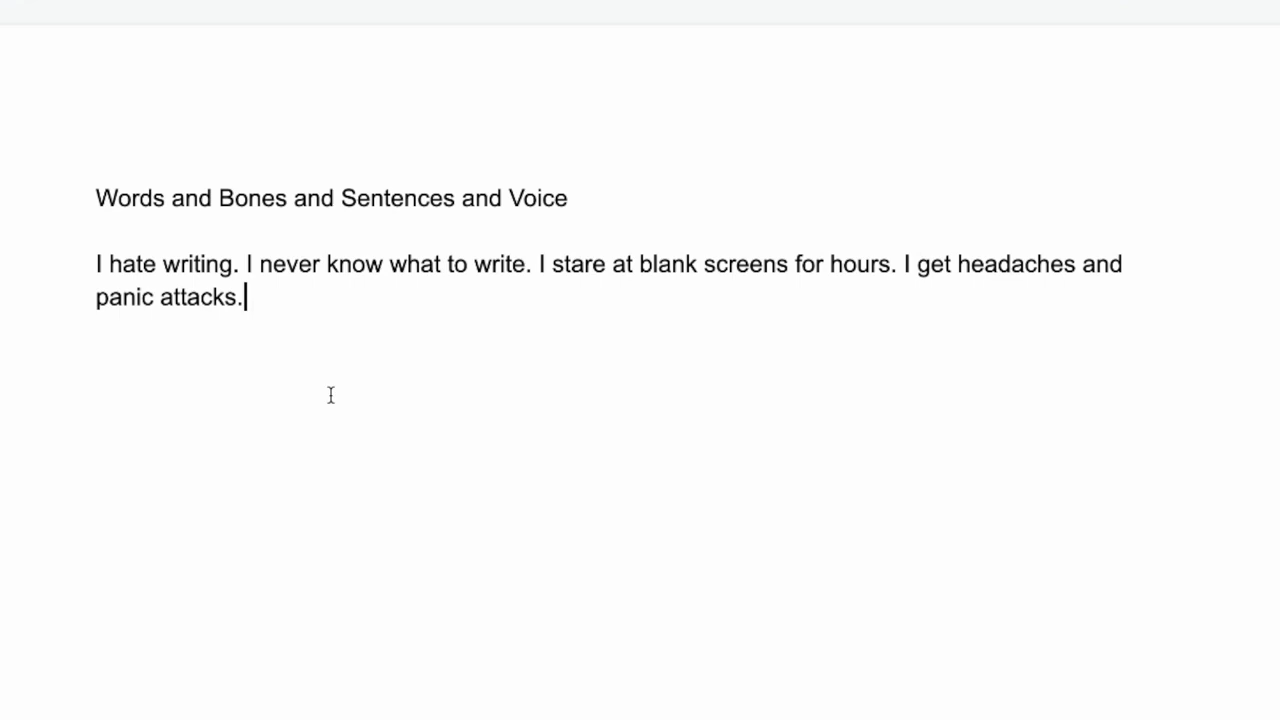 Words and Bones and Sentences and Voice
I hate writing. I never know what to write. I stare at blank screens for hours. I get headaches and
panic attacks.